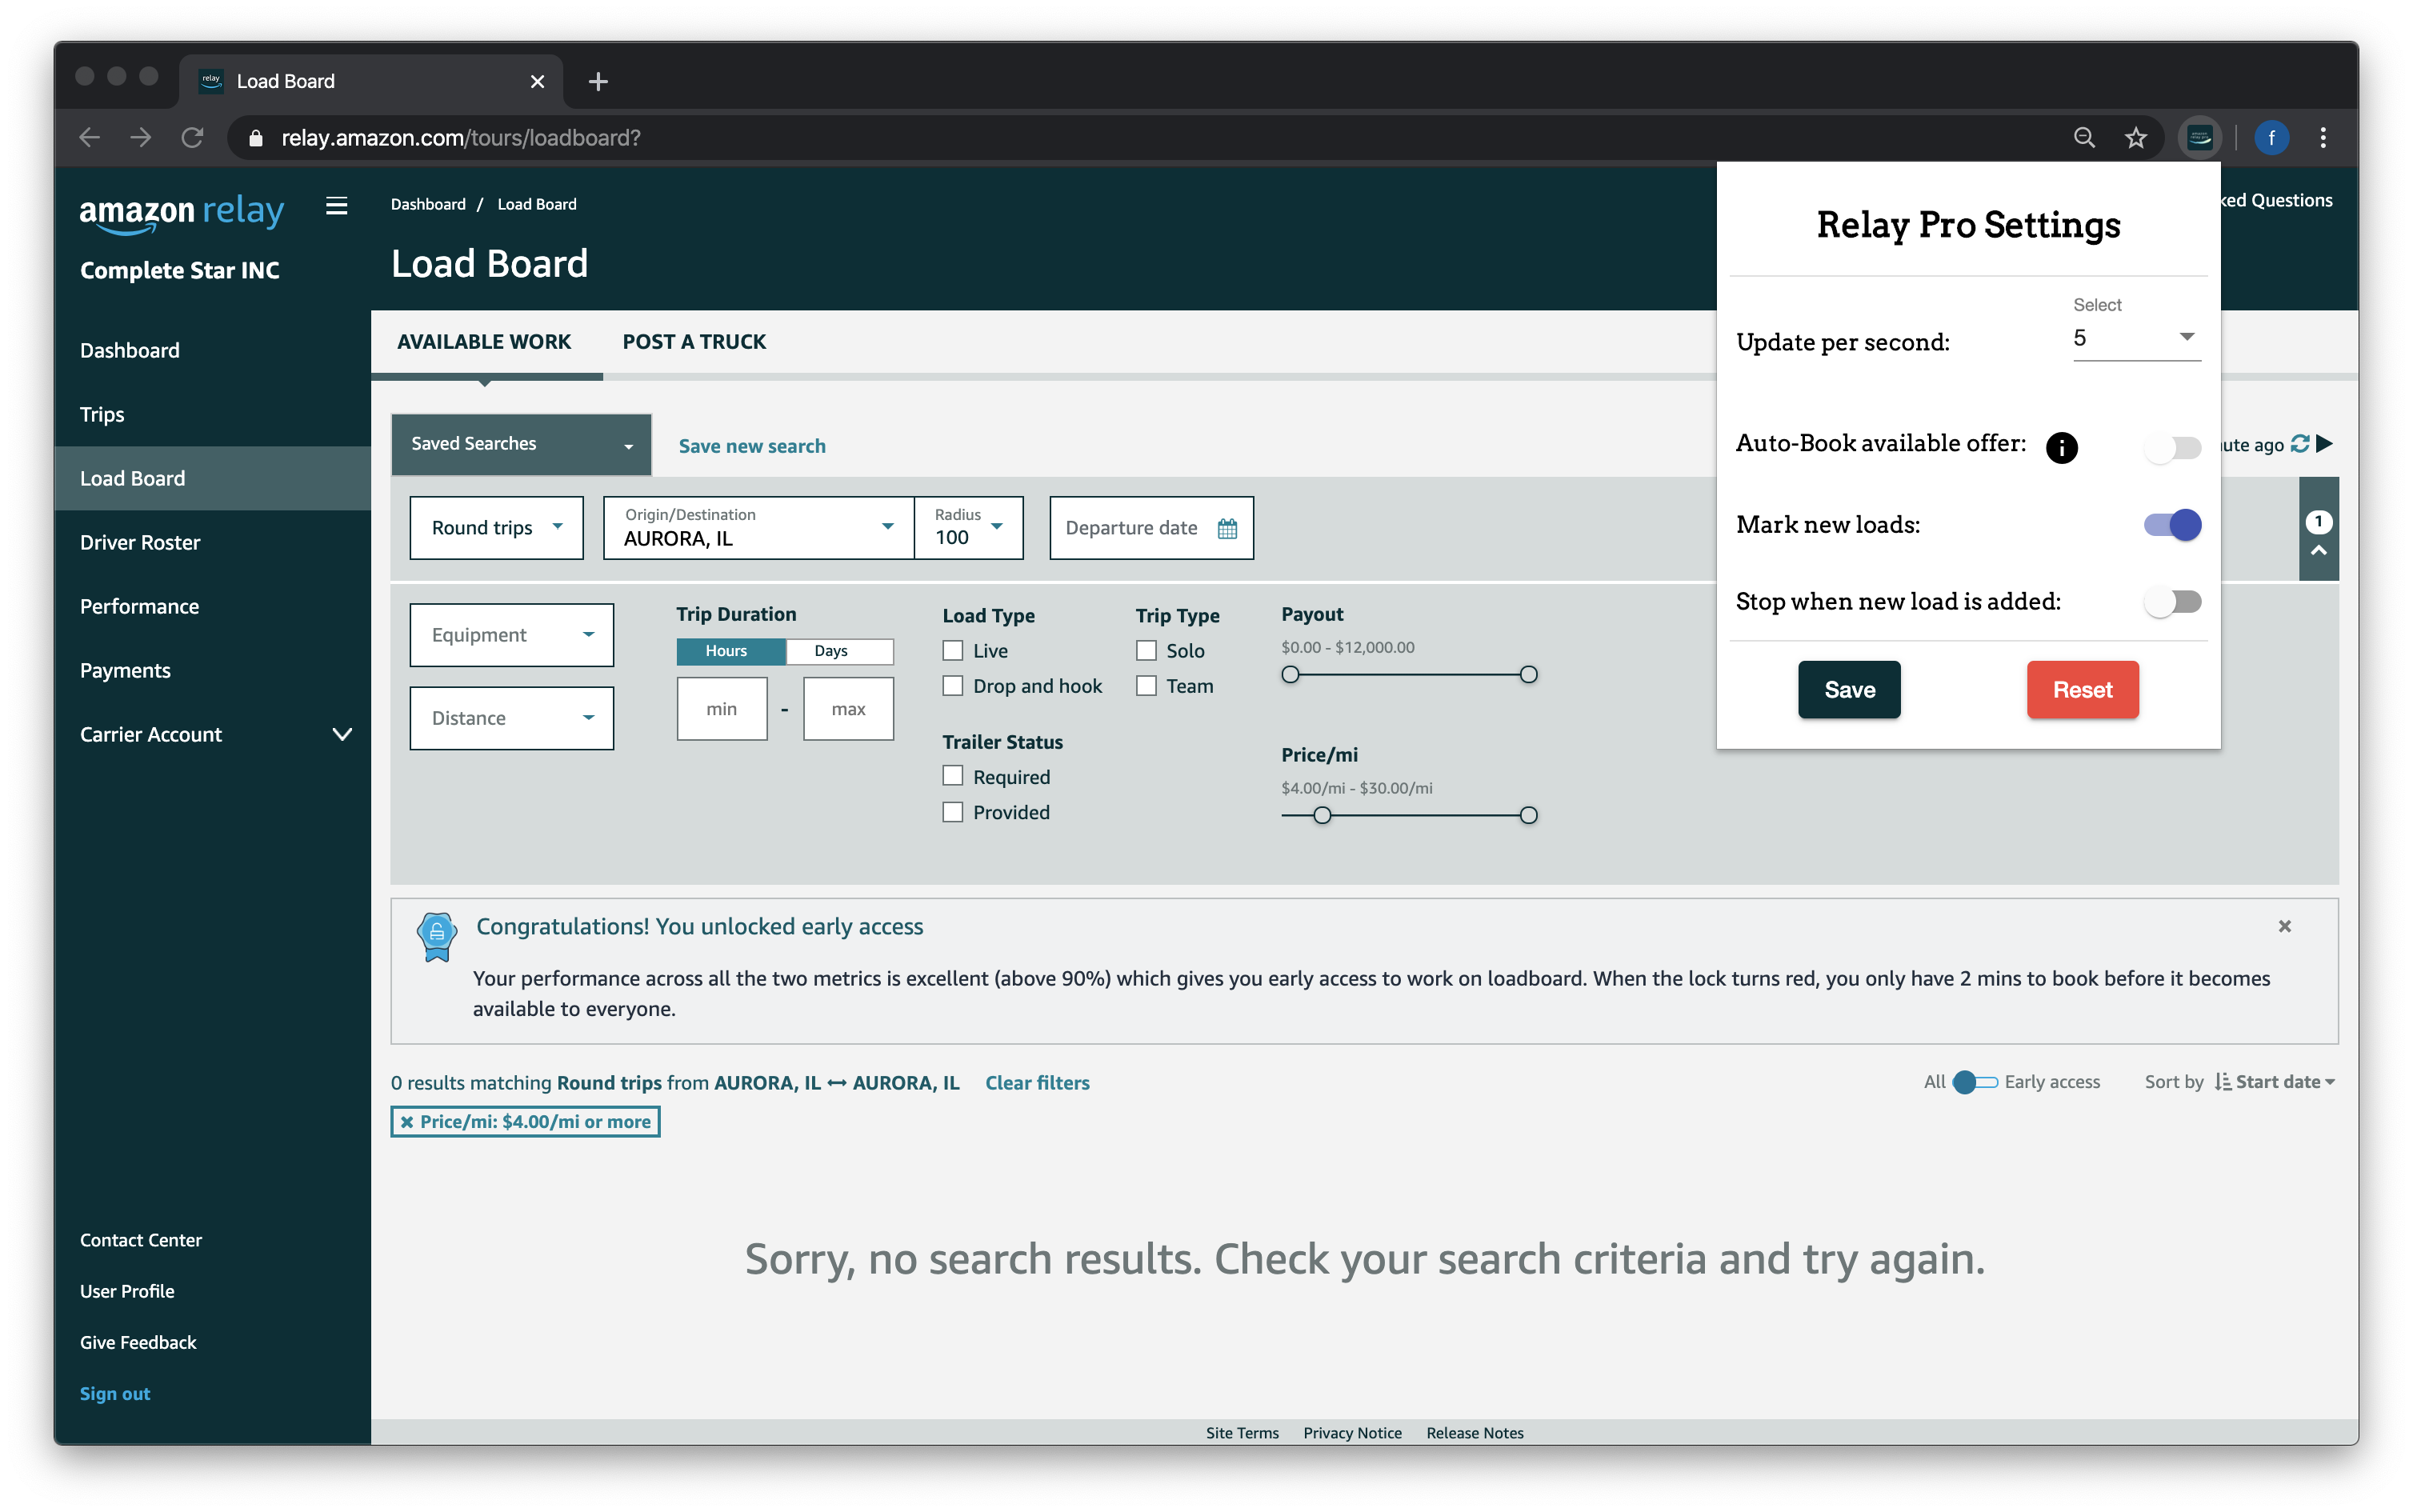 Load Board
relay.amazon.com/tours/loadboard?
f
amazon relay
Complete Star INC
Dashboard
Trips
Load Board
Driver Roster
Performance
Payments
Carrier Account
Contact Center
User Profile
Give Feedback
Sign out
Dashboard / Load Board
ked Questions
Load Board
AVAILABLE WORK POST A TRUCK
Saved Searches Save new search
ute ago
Round trips
Origin/Destination
AURORA, IL
Radius
100
Departure date
1
Equipment
Distance
Trip Duration
Hours Days
min - max
Load Type
Live
Drop and hook
Trailer Status
Required
Provided
Trip Type
Solo
Team
Payout
$0.00 - $12,000.00
Price/mi
$4.00/mi - $30.00/mi
Relay Pro Settings
Select
Update per second: 5
Auto-Book available offer: i
Mark new loads:
Stop when new load is added:
Save Reset
Congratulations! You unlocked early access
Your performance across all the two metrics is excellent (above 90%) which gives you early access to work on loadboard. When the lock turns red, you only have 2 mins to book before it becomes
available to everyone.
0 results matching Round trips from AURORA, IL ↔ AURORA, IL Clear filters
All Early access Sort by Start date
× Price/mi: $4.00/mi or more
Sorry, no search results. Check your search criteria and try again.
Site Terms Privacy Notice Release Notes